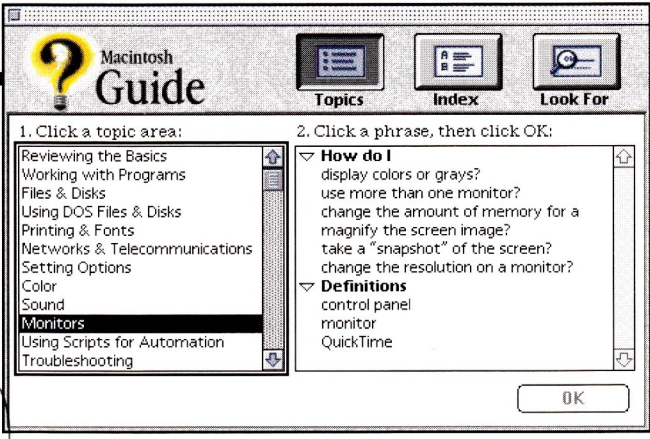 Macintosh
Guide
Topics
Index
Look For
1. Click a topic area:
Reviewing the Basics
Working with Programs
Files & Disks
Using DOS Files & Disks
Printing & Fonts
Networks & Telecommunications
Setting Options
Color
Sound
Monitors
Using Scripts for Automation
Troubleshooting
2. Click a phrase, then click OK:
How do I
display colors or grays?
use more than one monitor?
change the amount of memory for a
magnify the screen image?
take a “snapshot” of the screen?
change the resolution on a monitor?
Definitions
control panel
monitor
QuickTime
OK